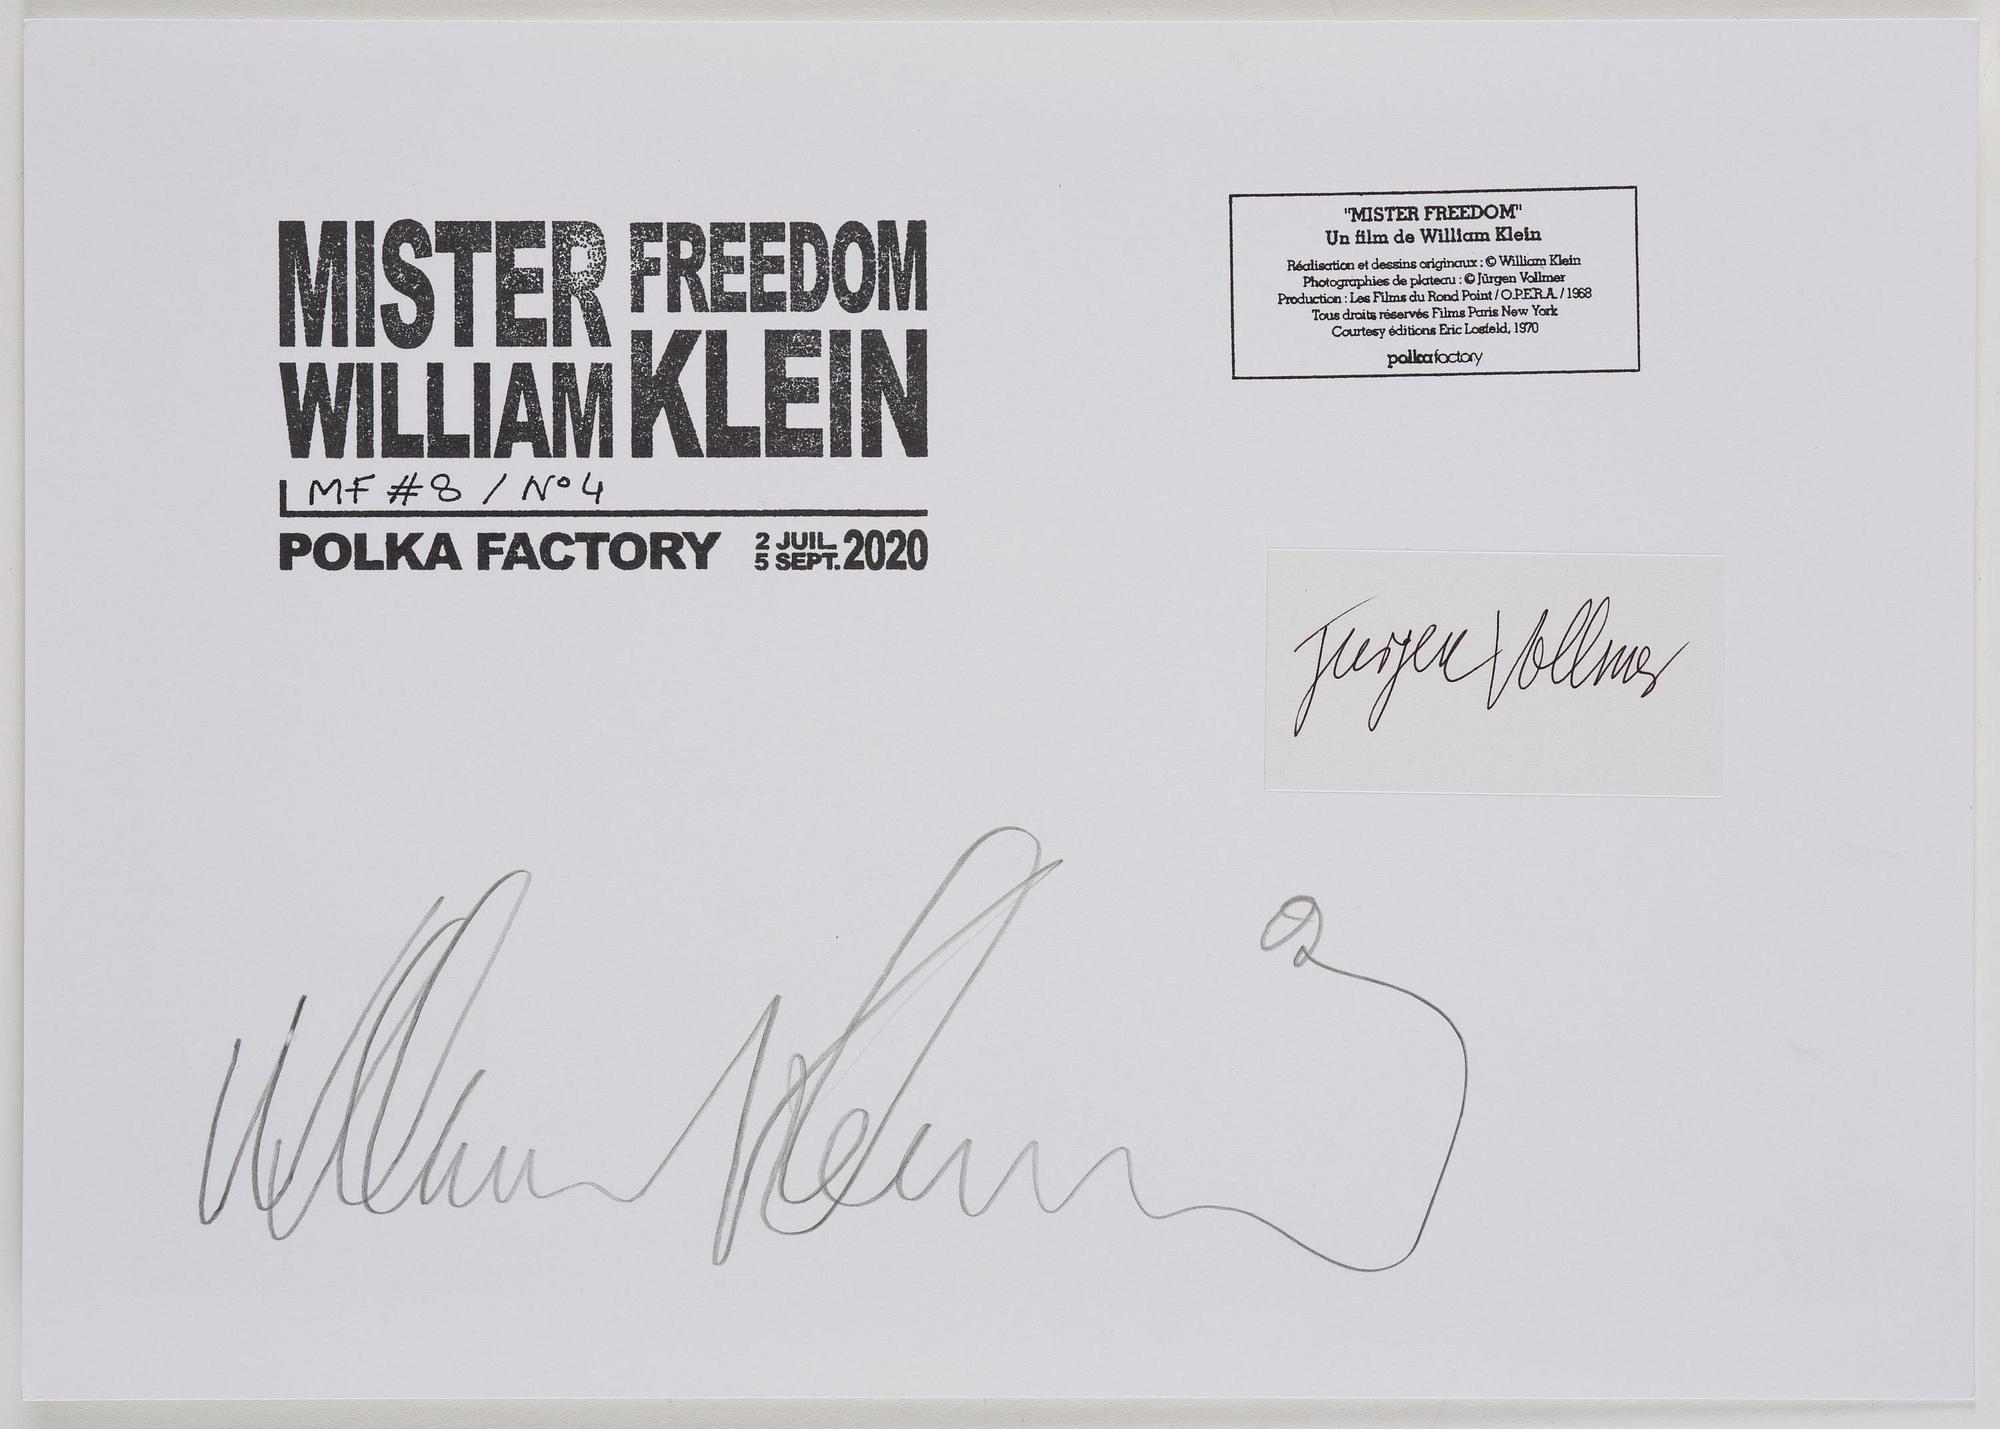 MISTER FREEDOM
WILLIAM KLEIN
MF #8 / N°4
POLKA FACTORY 2 JUIL. 5 SEPT. 2020
"MISTER FREEDOM"
Un film de William Klein
Réalisation et dessins originaux : © William Klein
Photographies de plateau : © Jürgen Vollmer
Production : Les Films du Rond Point / O.P.E.R.A. / 1968
Tous droits réservés Films Paris New York
Courtesy éditions Eric Losfeld, 1970
polkafactory
Jurgen Vollmer
William Klein